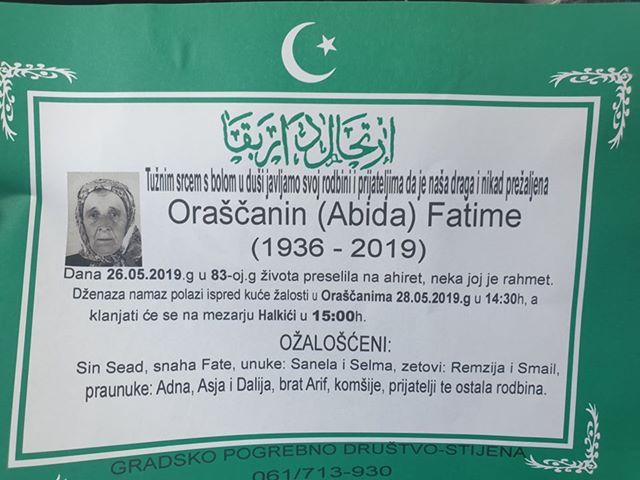 ارتحال دار بقا
Tužnim srcem s bolom u duši javljamo svoj rodbini i prijateljima da je naša draga i nikad prežaljena
Oraščanin (Abida) Fatime
(1936 - 2019)
Dana 26.05.2019.g u 83-oj.g života preselila na ahiret, neka joj je rahmet.
Dženaza namaz polazi ispred kuće žalosti u Oraščanima 28.05.2019.g u 14:30h, a
klanjati će se na mezarju Halkići u 15:00h.
OŽALOŠĆENI:
Sin Sead, snaha Fate, unuke: Sanela i Selma, zetovi: Remzija i Smail,
praunuke: Adna, Asja i Dalija, brat Arif, komšije, prijatelji te ostala rodbina.
GRADSKO POGREBNO DRUŠTVO-STIJENA
061/713-930